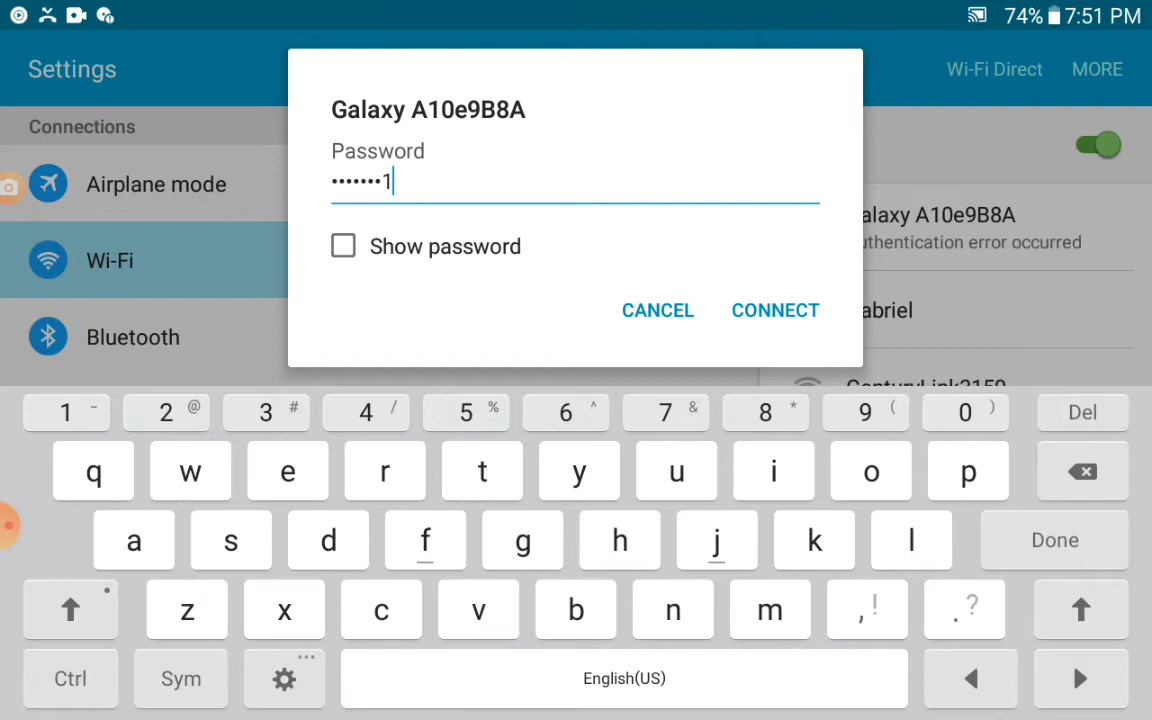 74% 7:51 PM
Settings
Wi-Fi Direct MORE
Connections
Airplane mode
Wi-Fi
Bluetooth
Galaxy A10e9B8A
Password
•••••••1
Show password
CANCEL CONNECT
alaxy A10e9B8A
uthentication error occurred
abriel
CenturyLink3159
1 - 2 @ 3 # 4 / 5 % 6 ^ 7 & 8 * 9 ( 0 ) Del
q w e r t y u i o p
a s d f g h j k l Done
z x c v b n m , ! . ?
Ctrl Sym English(US)